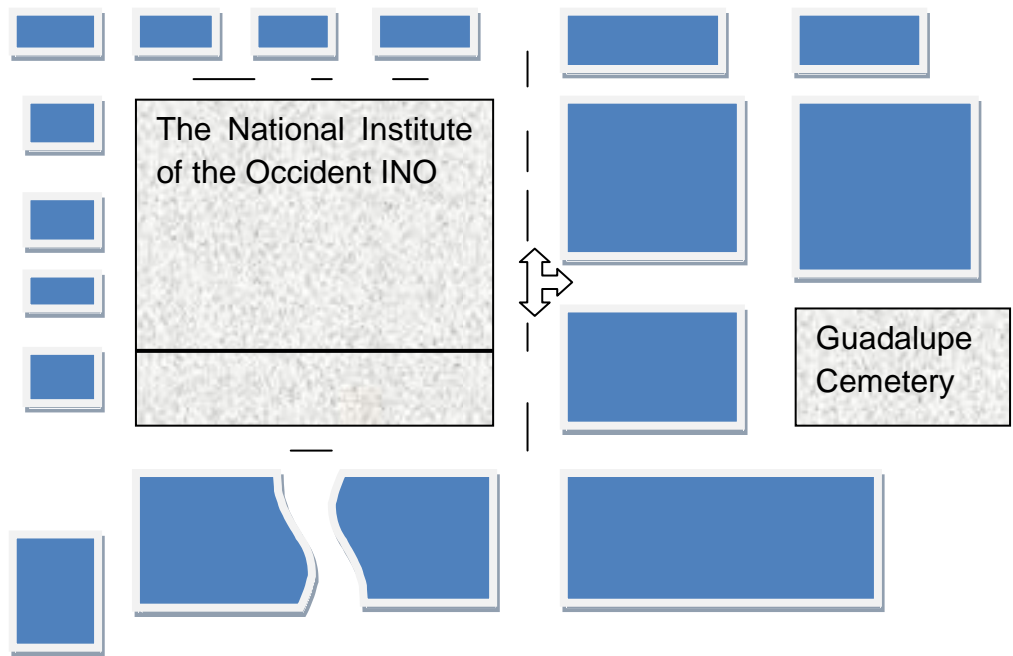 The National Institute
of the Occident INO
Guadalupe
Cemetery